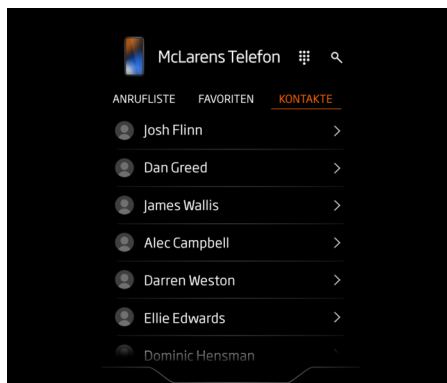 McLarens Telefon
ANRUFLISTE FAVORITEN KONTAKTE
Josh Flinn
Dan Greed
James Wallis
Alec Campbell
Darren Weston
Ellie Edwards
Dominic Hensman